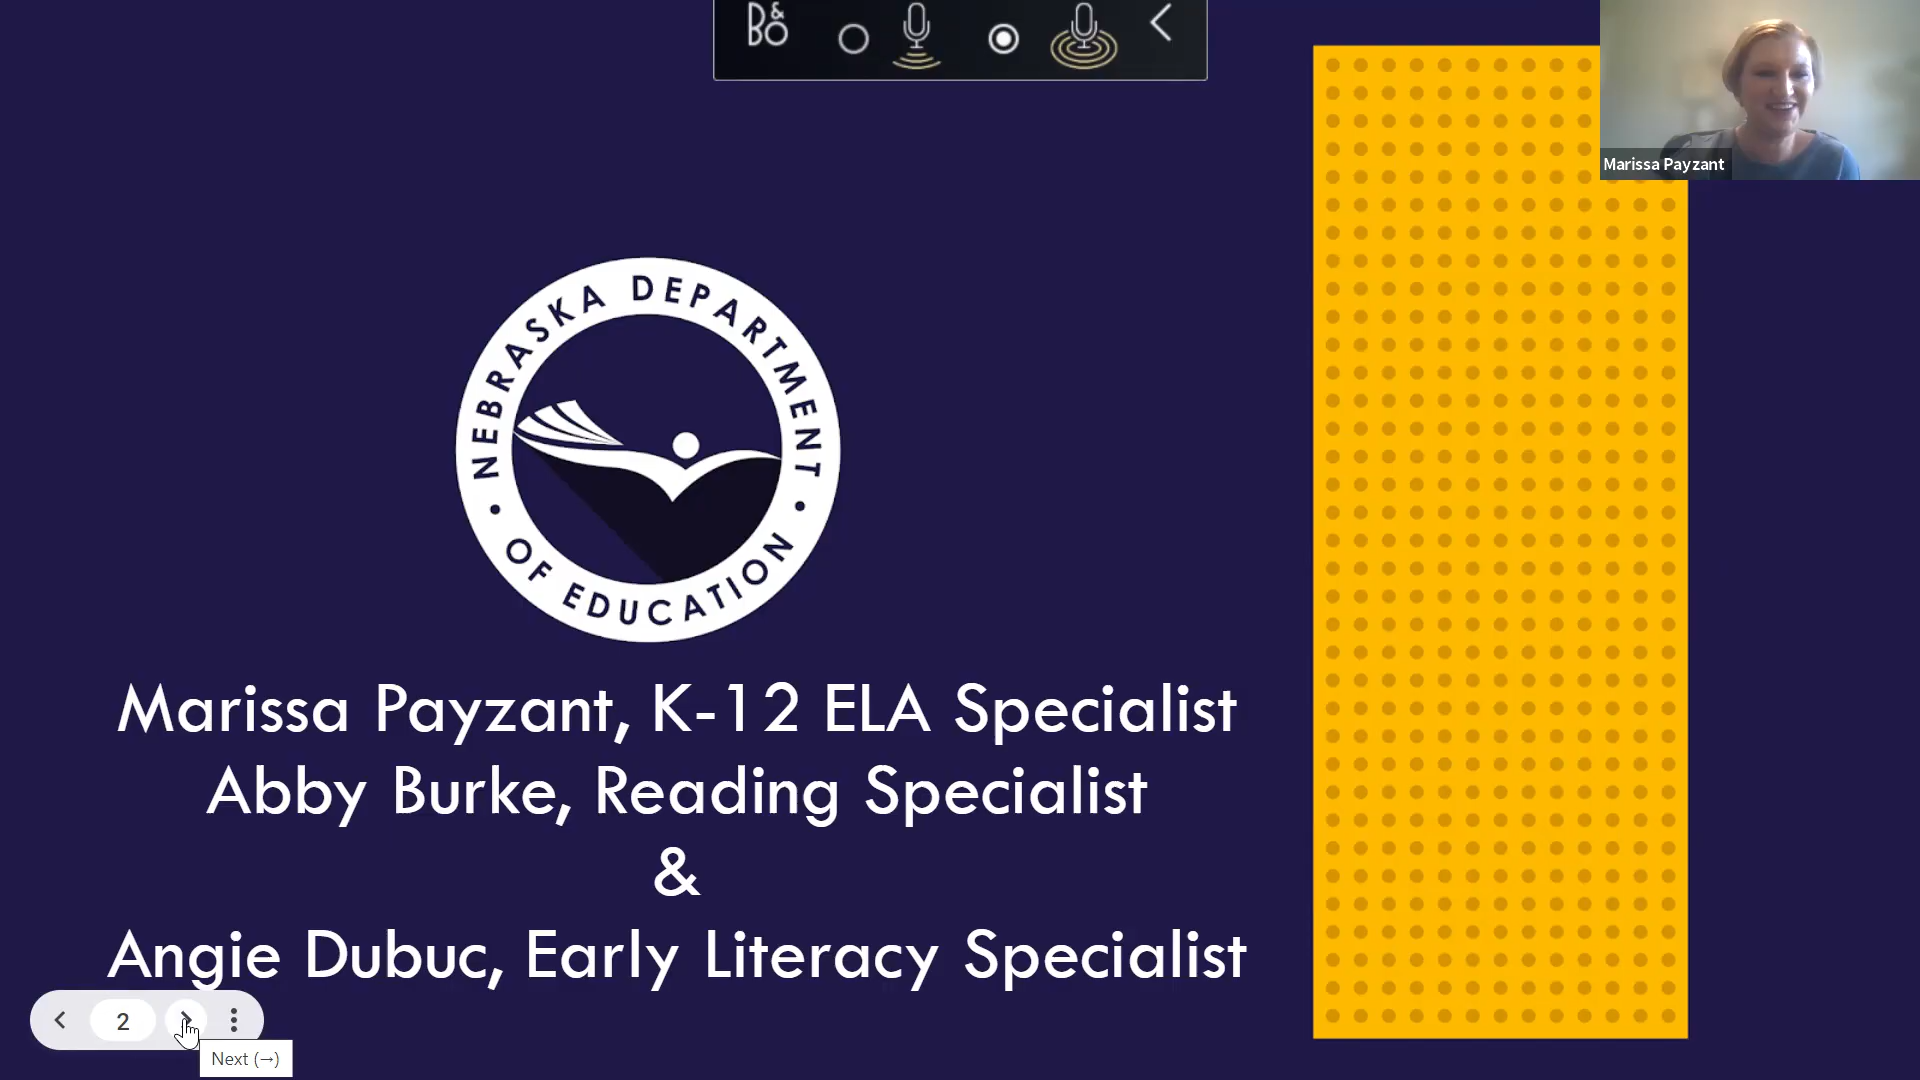 B&O
Marissa Payzant
NEBRASKA DEPARTMENT
• OF EDUCATION •
Marissa Payzant, K-12 ELA Specialist
Abby Burke, Reading Specialist
&
Angie Dubuc, Early Literacy Specialist
2
Next (→)